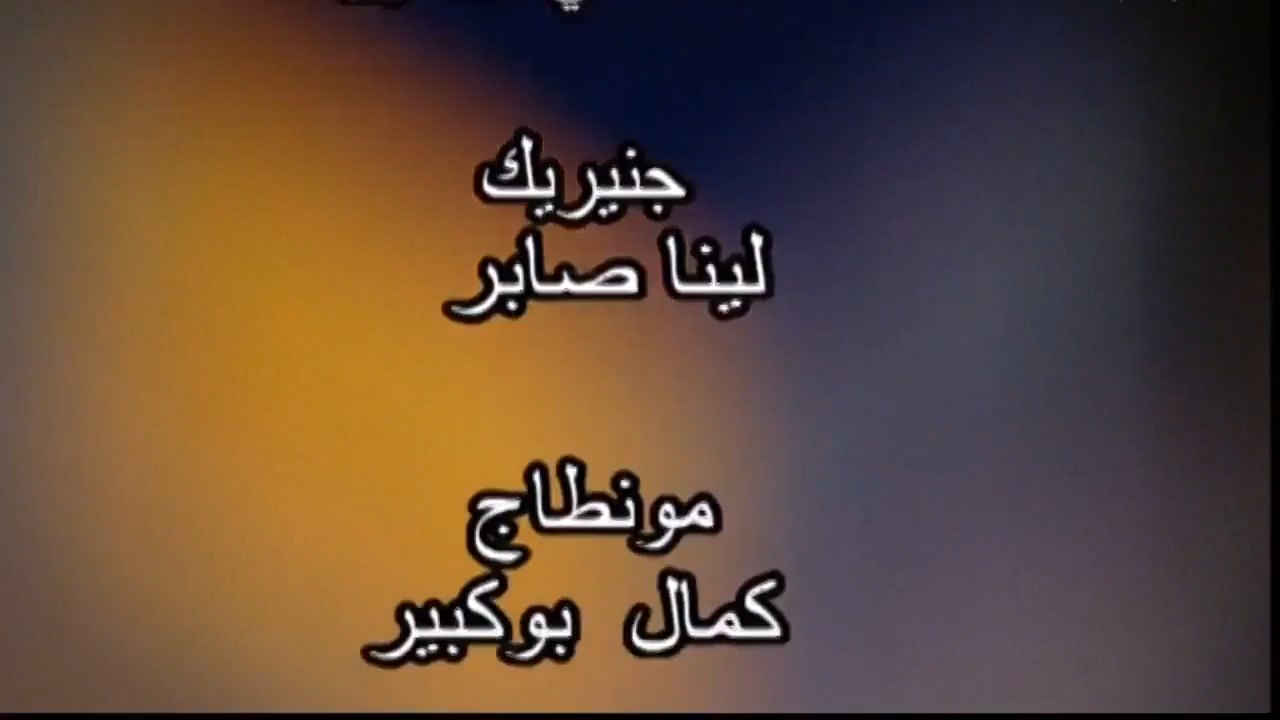 جنيريك
لينا صابر
مونطاج
كمال بوكبير